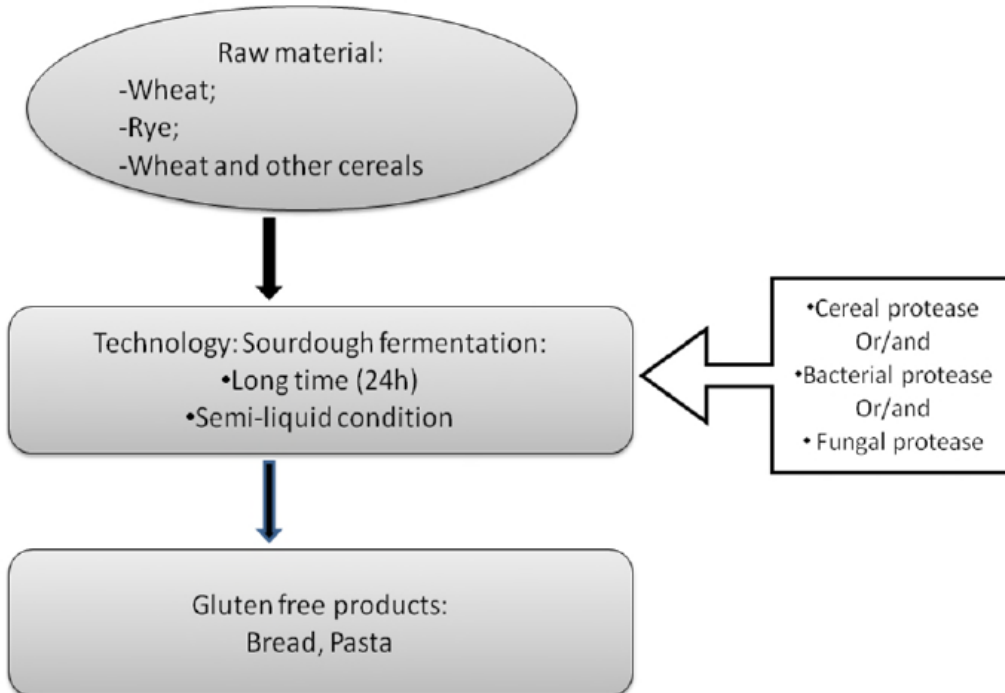 Raw material:
-Wheat;
-Rye;
-Wheat and other cereals
Technology: Sourdough fermentation:
•Long time (24h)
•Semi-liquid condition
•Cereal protease
Or/and
•Bacterial protease
Or/and
• Fungal protease
Gluten free products:
Bread, Pasta